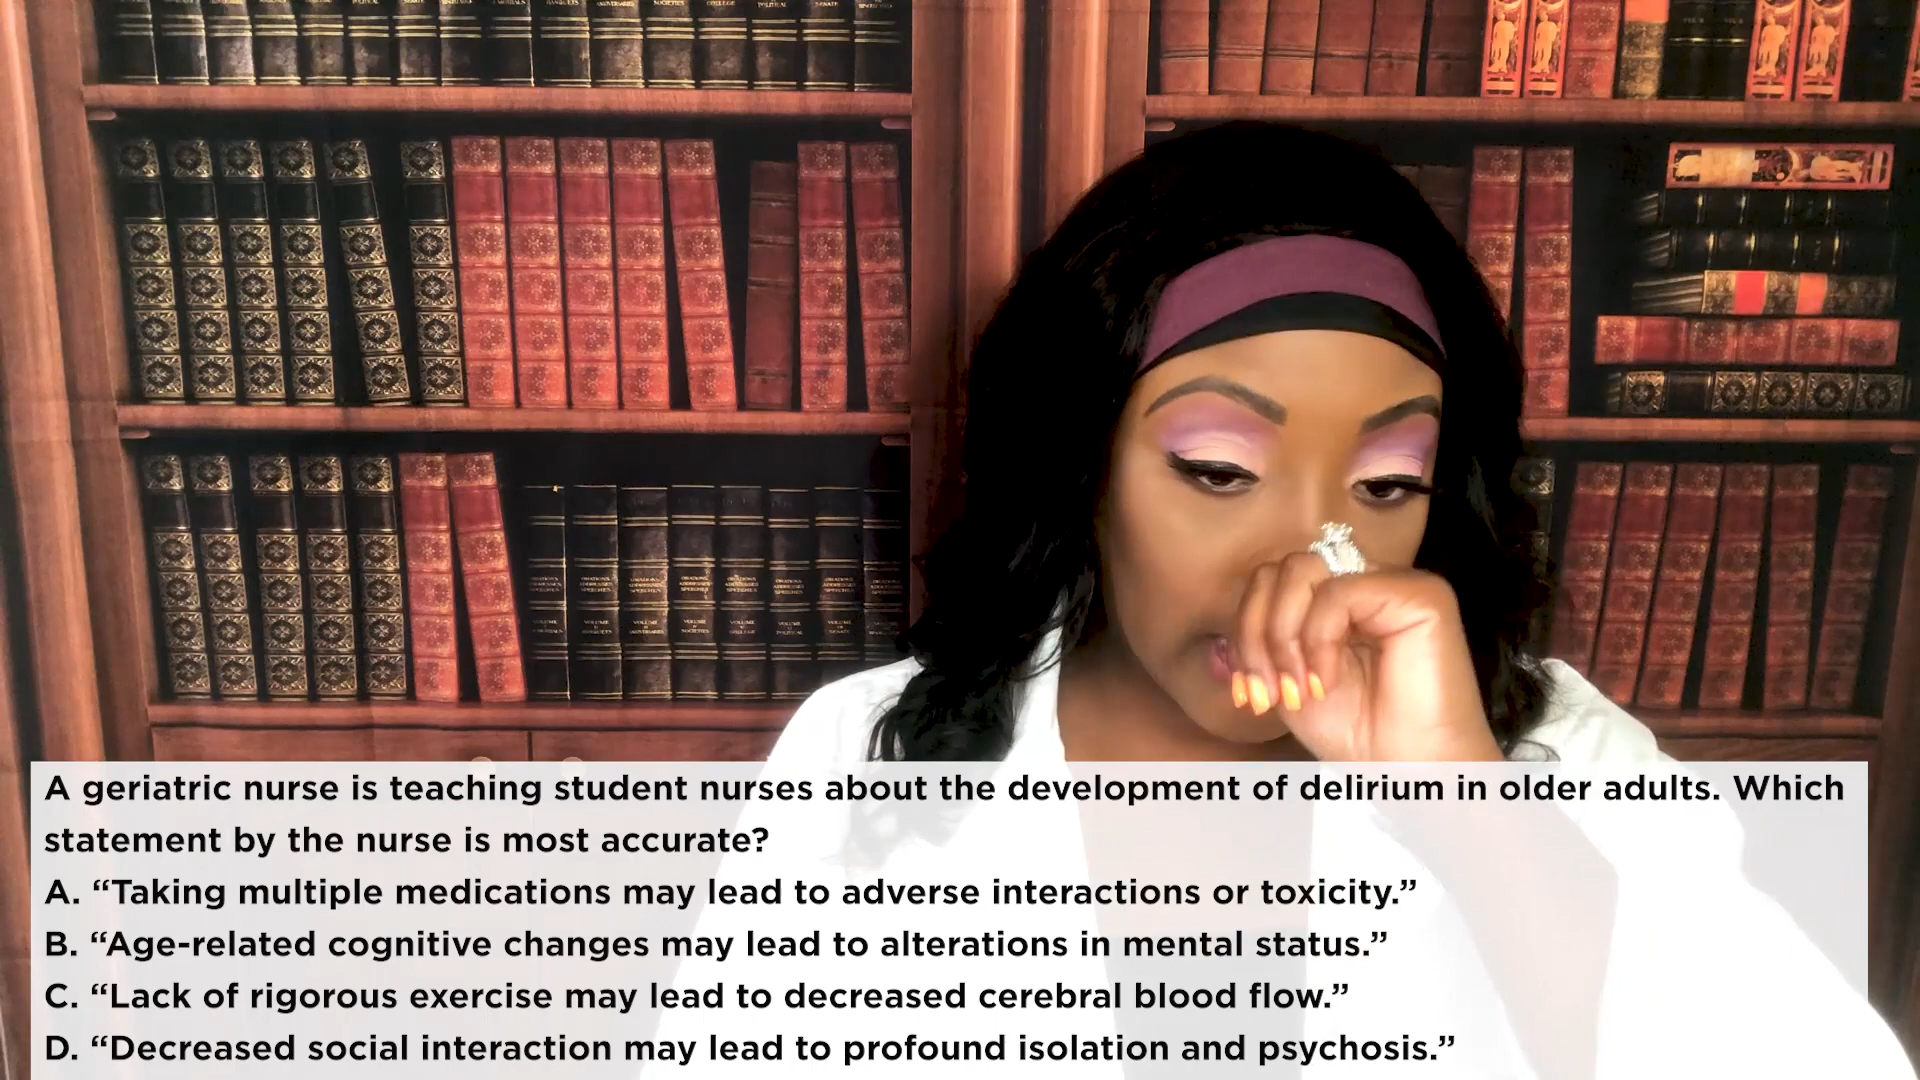 A geriatric nurse is teaching student nurses about the development of delirium in older adults. Which
statement by the nurse is most accurate?
A. “Taking multiple medications may lead to adverse interactions or toxicity.”
B. “Age-related cognitive changes may lead to alterations in mental status.”
C. “Lack of rigorous exercise may lead to decreased cerebral blood flow.”
D. “Decreased social interaction may lead to profound isolation and psychosis.”